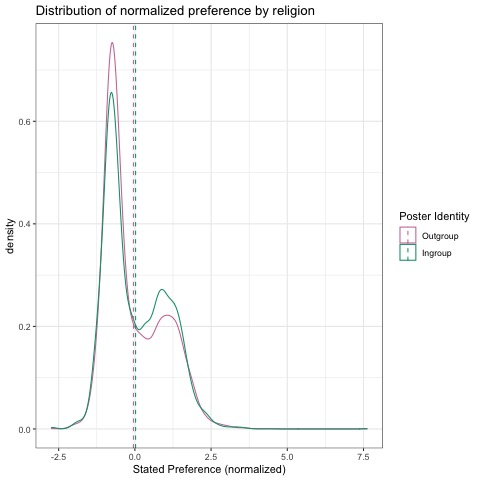 Distribution of normalized preference by religion
density
0.6
0.4
0.2
0.0
-2.5
0.0
2.5
5.0
7.5
Stated Preference (normalized)
Poster Identity
Outgroup
Ingroup